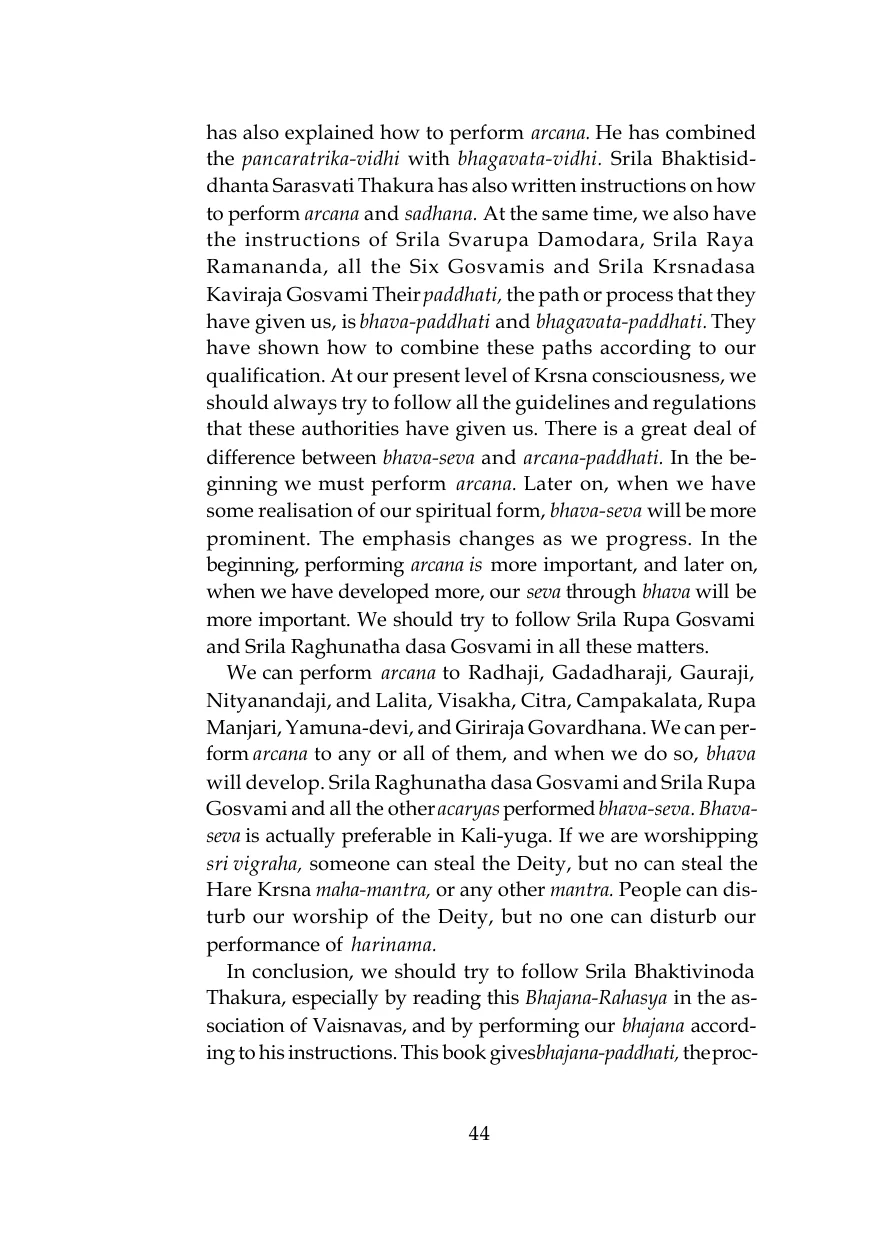 has also explained how to perform arcana. He has combined
the pancaratrika-vidhi with bhagavata-vidhi. Srila Bhaktisid-
dhanta Sarasvati Thakura has also written instructions on how
to perform arcana and sadhana. At the same time, we also have
the instructions of Srila Svarupa Damodara, Srila Raya
Ramananda, all the Six Gosvamis and Srila Krsnadasa
Kaviraja Gosvami Their paddhati, the path or process that they
have given us, is bhava-paddhati and bhagavata-paddhati. They
have shown how to combine these paths according to our
qualification. At our present level of Krsna consciousness, we
should always try to follow all the guidelines and regulations
that these authorities have given us. There is a great deal of
difference between bhava-seva and arcana-paddhati. In the be-
ginning we must perform arcana. Later on, when we have
some realisation of our spiritual form, bhava-seva will be more
prominent. The emphasis changes as we progress. In the
beginning, performing arcana is more important, and later on,
when we have developed more, our seva through bhava will be
more important. We should try to follow Srila Rupa Gosvami
and Srila Raghunatha dasa Gosvami in all these matters.
We can perform arcana to Radhaji, Gadadharaji, Gauraji,
Nityanandaji, and Lalita, Visakha, Citra, Campakalata, Rupa
Manjari, Yamuna-devi, and Giriraja Govardhana. We can per-
form arcana to any or all of them, and when we do so, bhava
will develop. Srila Raghunatha dasa Gosvami and Srila Rupa
Gosvami and all the other acaryas performed bhava-seva. Bhava-
seva is actually preferable in Kali-yuga. If we are worshipping
sri vigraha, someone can steal the Deity, but no can steal the
Hare Krsna maha-mantra, or any other mantra. People can dis-
turb our worship of the Deity, but no one can disturb our
performance of harinama.
In conclusion, we should try to follow Srila Bhaktivinoda
Thakura, especially by reading this Bhajana-Rahasya in the as-
sociation of Vaisnavas, and by performing our bhajana accord-
ing to his instructions. This book gives bhajana-paddhati, the proc-
44